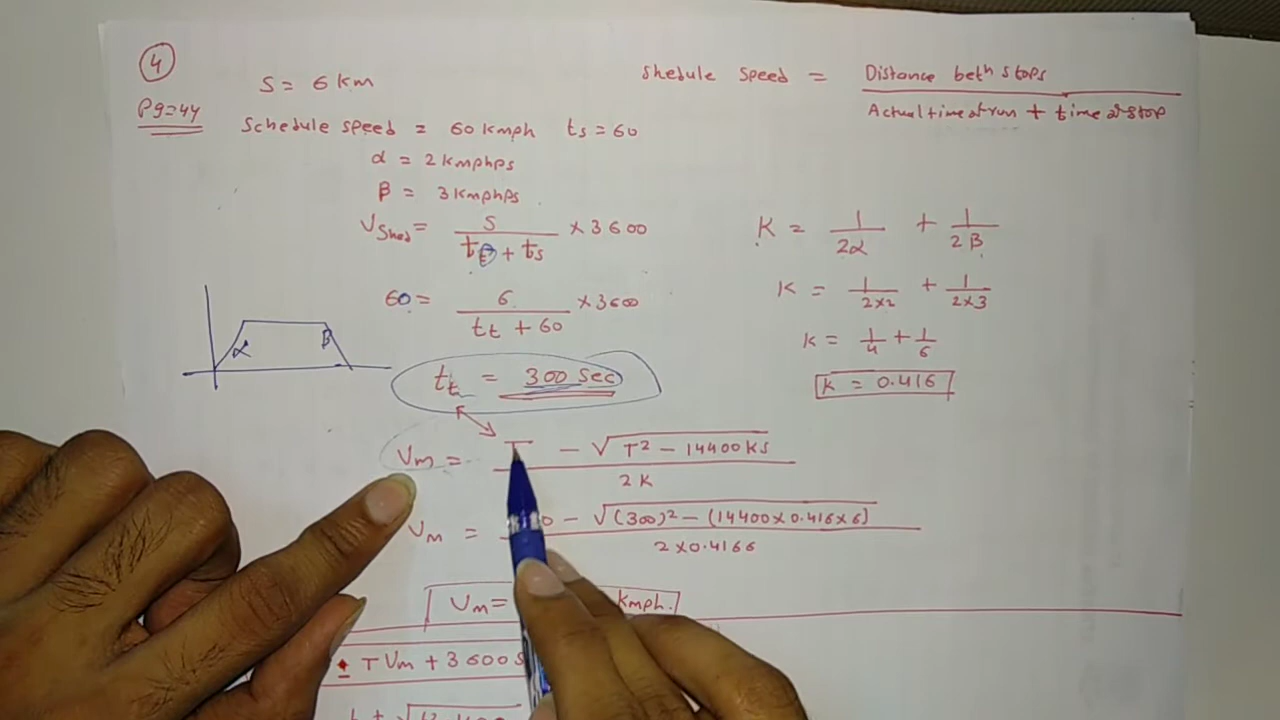 4
Pg=44
S = 6 KM
Shedule Speed = Distance betn stops / Actual time of run + time of stop
Schedule speed = 60 kmph ts = 60
α = 2 kmphps
β = 3 kmphps
VShed = S / tt + ts × 3600
60 = 6 / tt + 60 × 3600
α β
tt = 300 Sec
K = 1/2α + 1/2β
K = 1/2×2 + 1/2×3
K = 1/4 + 1/6
K = 0.416
Vm = T - √T² - 14400 KS / 2K
Vm = - √(300)² - (14400×0.416×6) / 2×0.4166
Vm = kmph.
T Vm + 3600 S